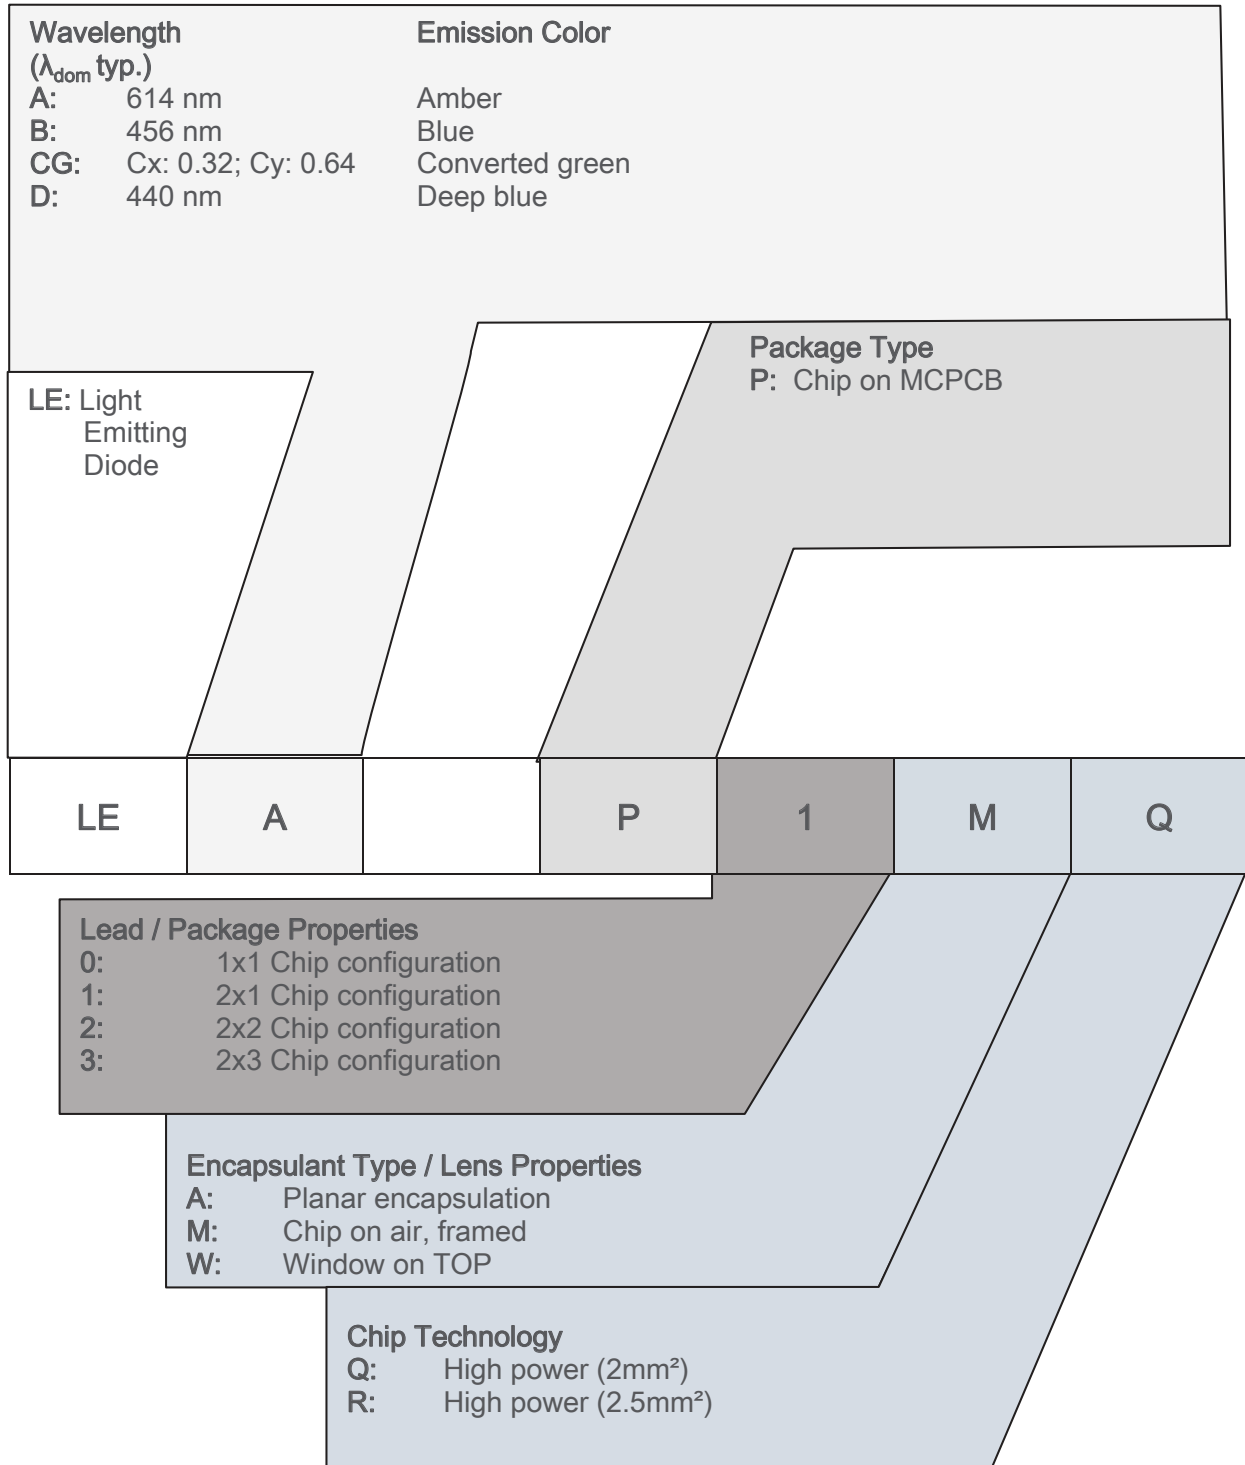 Wavelength Emission Color
(λdom typ.)
A: 614 nm Amber
B: 456 nm Blue
CG: Cx: 0.32; Cy: 0.64 Converted green
D: 440 nm Deep blue
Package Type
P: Chip on MCPCB
LE: Light
Emitting
Diode
LE A P 1 M Q
Lead / Package Properties
0: 1x1 Chip configuration
1: 2x1 Chip configuration
2: 2x2 Chip configuration
3: 2x3 Chip configuration
Encapsulant Type / Lens Properties
A: Planar encapsulation
M: Chip on air, framed
W: Window on TOP
Chip Technology
Q: High power (2mm²)
R: High power (2.5mm²)